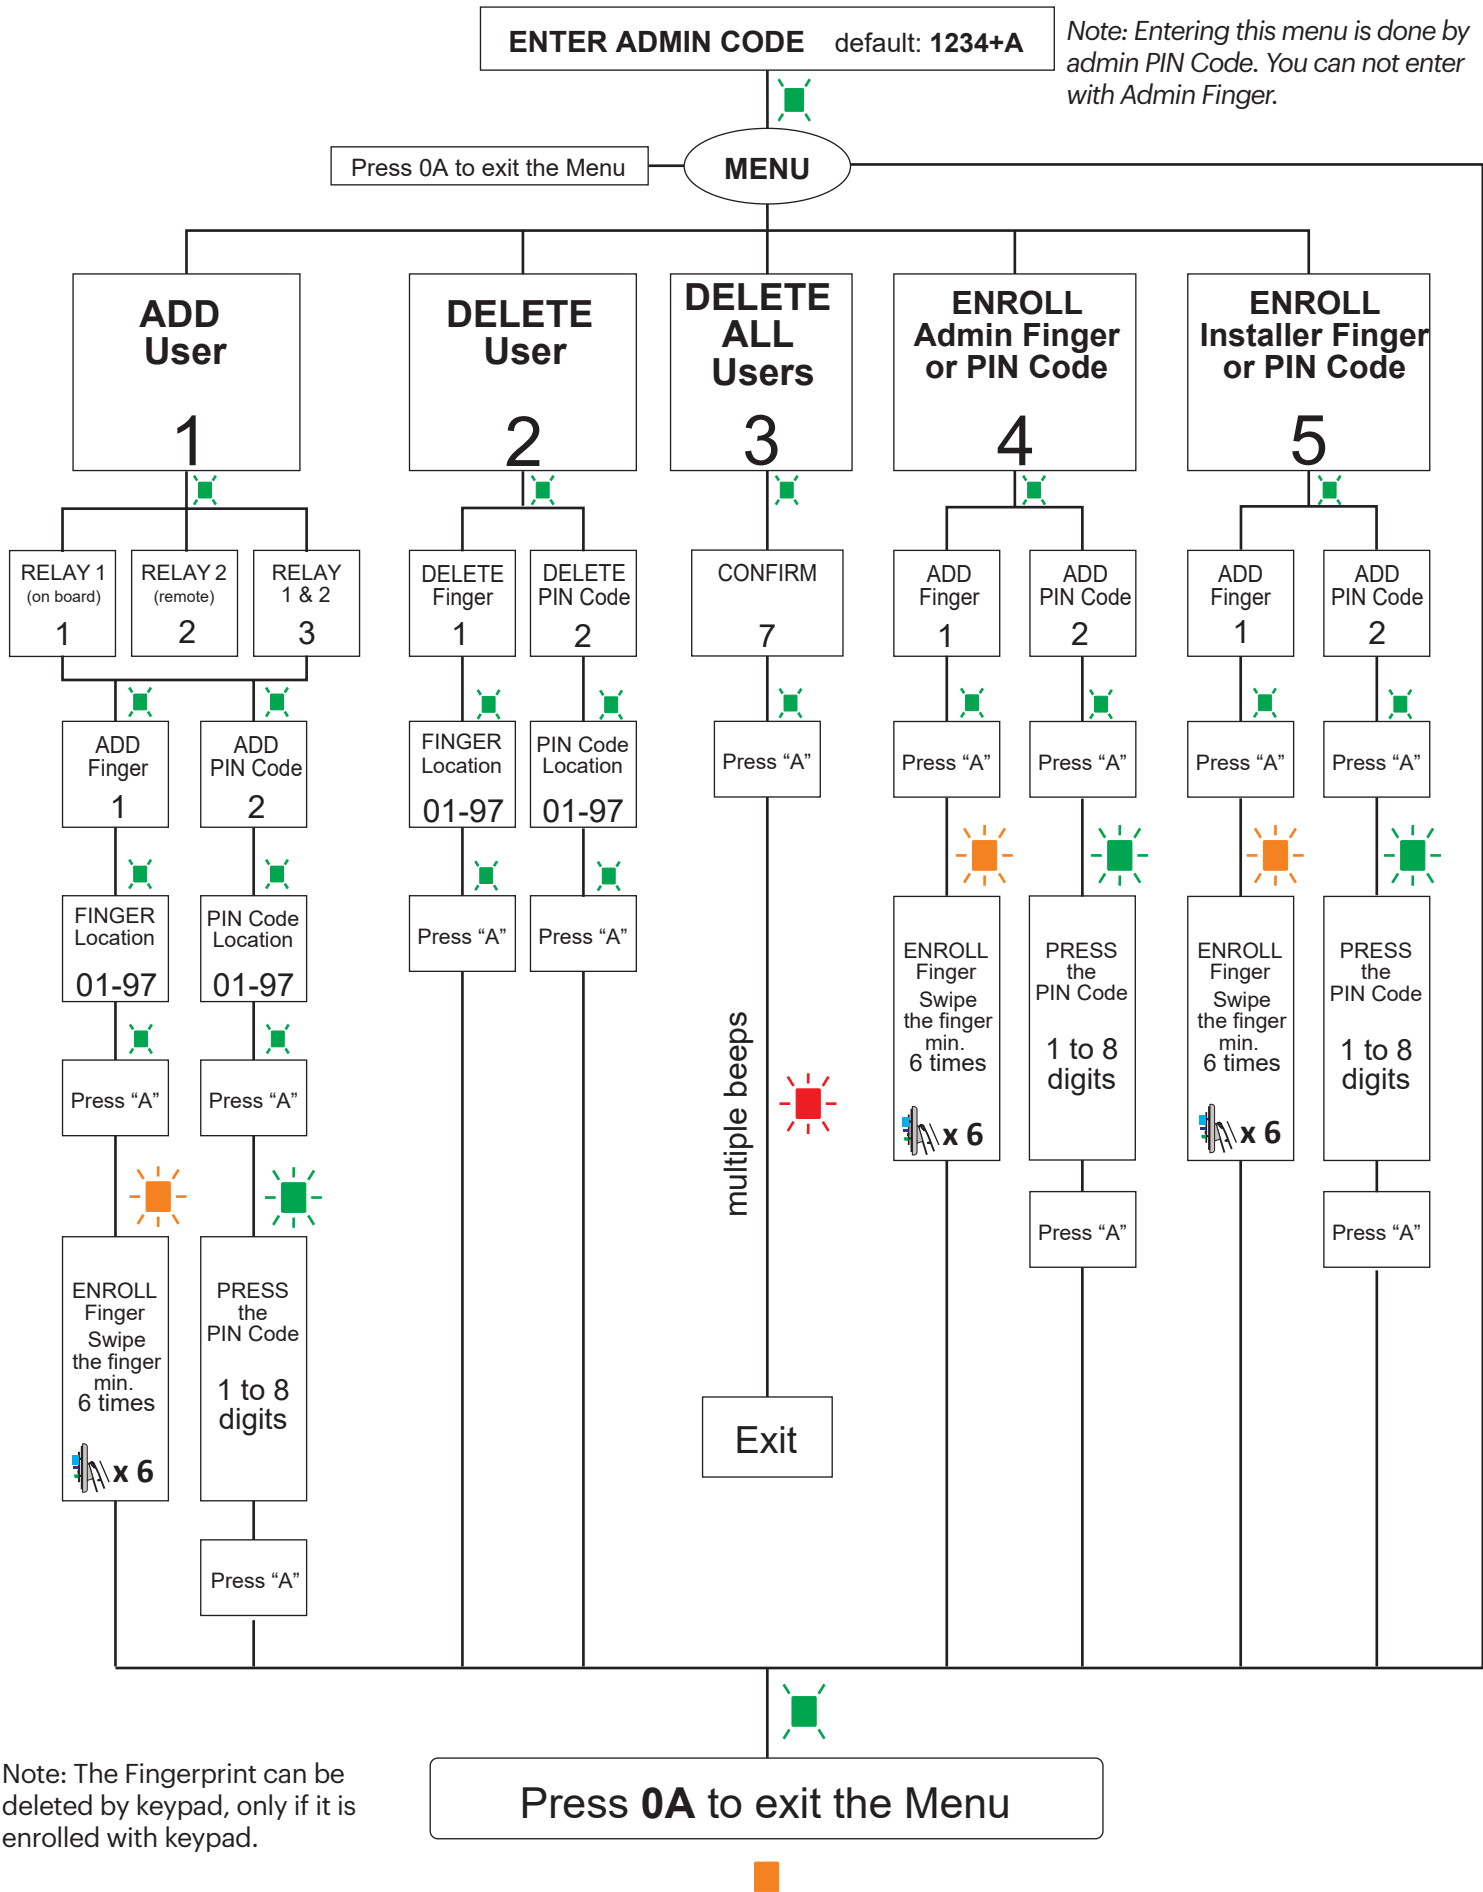 ENTER ADMIN CODE default: 1234+A
Note: Entering this menu is done by
admin PIN Code. You can not enter
with Admin Finger.
Press 0A to exit the Menu
MENU
ADD
User
1
DELETE
User
2
DELETE
ALL
Users
3
ENROLL
Admin Finger
or PIN Code
4
ENROLL
Installer Finger
or PIN Code
5
RELAY 1
(on board)
1
RELAY 2
(remote)
2
RELAY
1 & 2
3
DELETE
Finger
1
DELETE
PIN Code
2
CONFIRM
7
ADD
Finger
1
ADD
PIN Code
2
ADD
Finger
1
ADD
PIN Code
2
ADD
Finger
1
ADD
PIN Code
2
FINGER
Location
01-97
PIN Code
Location
01-97
Press “A”
Press “A”
Press “A”
Press “A”
Press “A”
FINGER
Location
01-97
PIN Code
Location
01-97
Press “A”
Press “A”
ENROLL
Finger
Swipe
the finger
min.
6 times
x 6
PRESS
the
PIN Code
1 to 8
digits
ENROLL
Finger
Swipe
the finger
min.
6 times
x 6
PRESS
the
PIN Code
1 to 8
digits
Press “A”
Press “A”
multiple beeps
Press “A”
Press “A”
ENROLL
Finger
Swipe
the finger
min.
6 times
x 6
PRESS
the
PIN Code
1 to 8
digits
Exit
Press “A”
Note: The Fingerprint can be
deleted by keypad, only if it is
enrolled with keypad.
Press 0A to exit the Menu